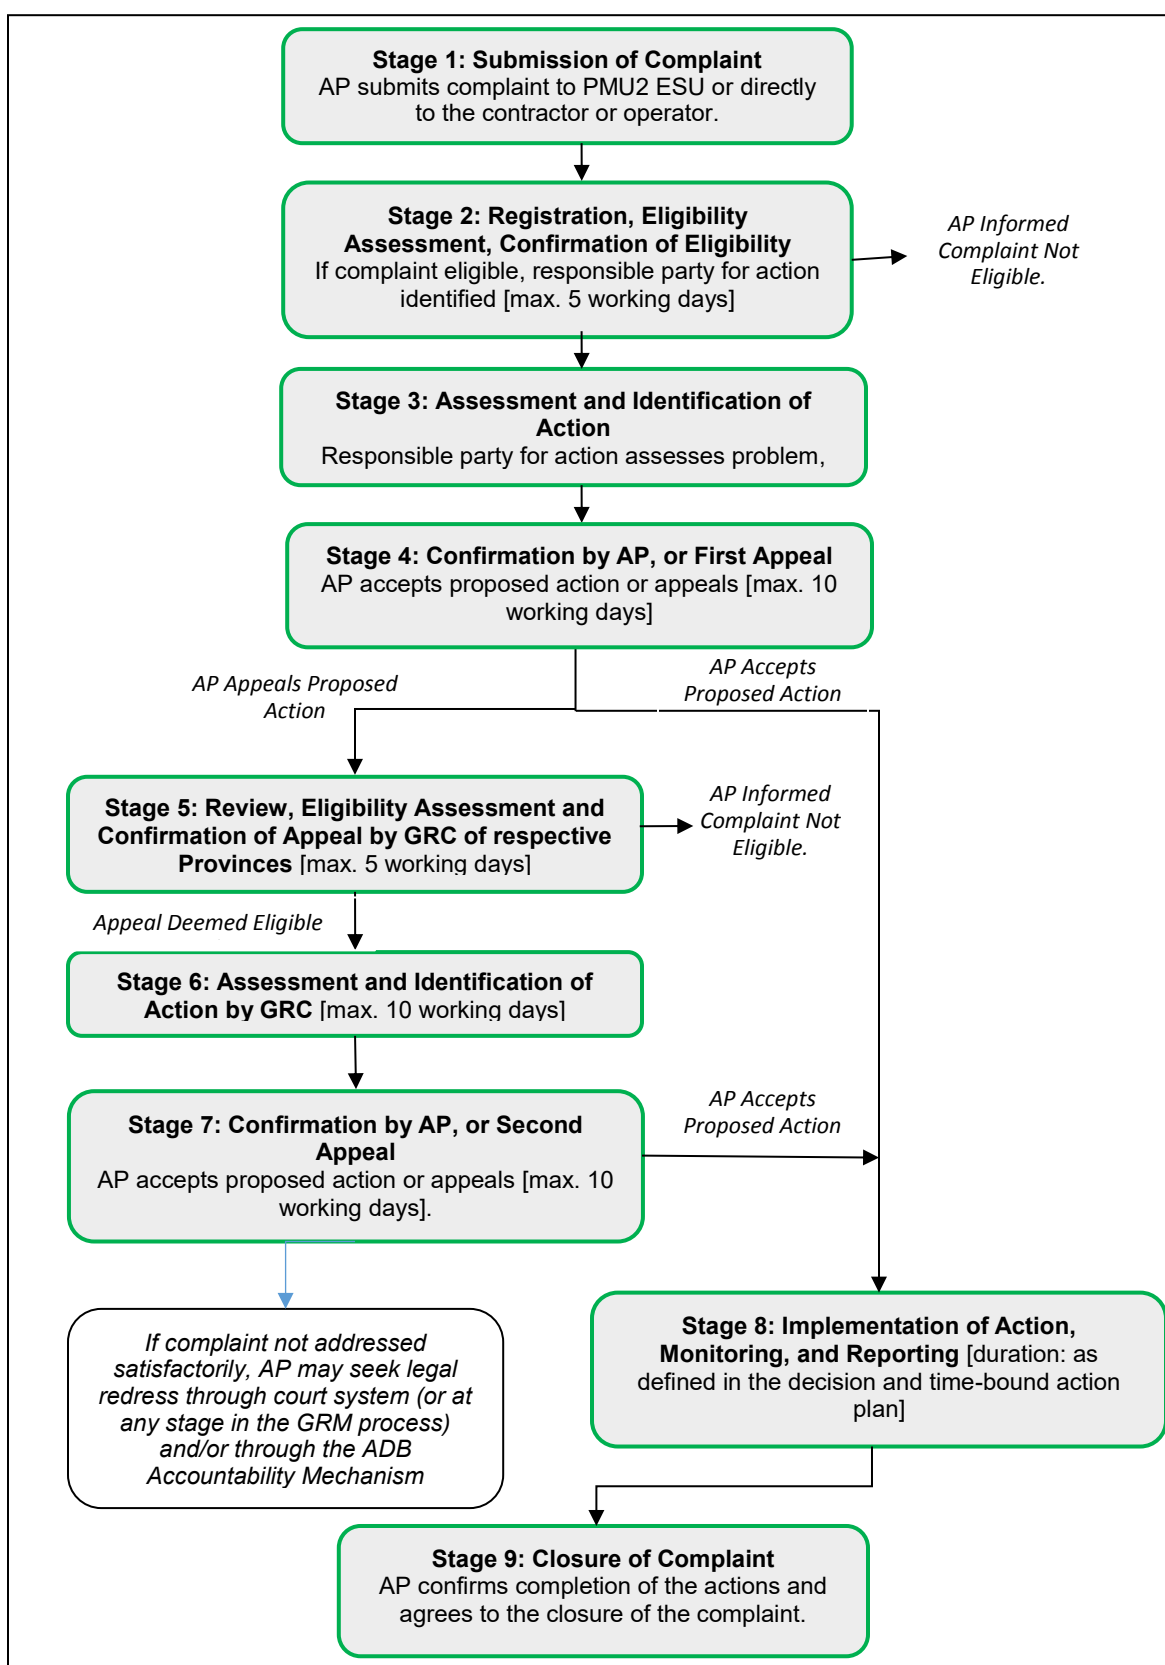 Stage 1: Submission of Complaint
AP submits complaint to PMU2 ESU or directly
to the contractor or operator.
Stage 2: Registration, Eligibility
Assessment, Confirmation of Eligibility
If complaint eligible, responsible party for action
identified [max. 5 working days]
AP Informed
Complaint Not
Eligible.
Stage 3: Assessment and Identification of
Action
Responsible party for action assesses problem,
Stage 4: Confirmation by AP, or First Appeal
AP accepts proposed action or appeals [max. 10
working days]
AP Appeals Proposed
Action
AP Accepts
Proposed Action
Stage 5: Review, Eligibility Assessment and
Confirmation of Appeal by GRC of respective
Provinces [max. 5 working days]
AP Informed
Complaint Not
Eligible.
Appeal Deemed Eligible
Stage 6: Assessment and Identification of
Action by GRC [max. 10 working days]
Stage 7: Confirmation by AP, or Second
Appeal
AP accepts proposed action or appeals [max. 10
working days].
AP Accepts
Proposed Action
If complaint not addressed
satisfactorily, AP may seek legal
redress through court system (or at
any stage in the GRM process)
and/or through the ADB
Accountability Mechanism
Stage 8: Implementation of Action,
Monitoring, and Reporting [duration: as
defined in the decision and time-bound action
plan]
Stage 9: Closure of Complaint
AP confirms completion of the actions and
agrees to the closure of the complaint.